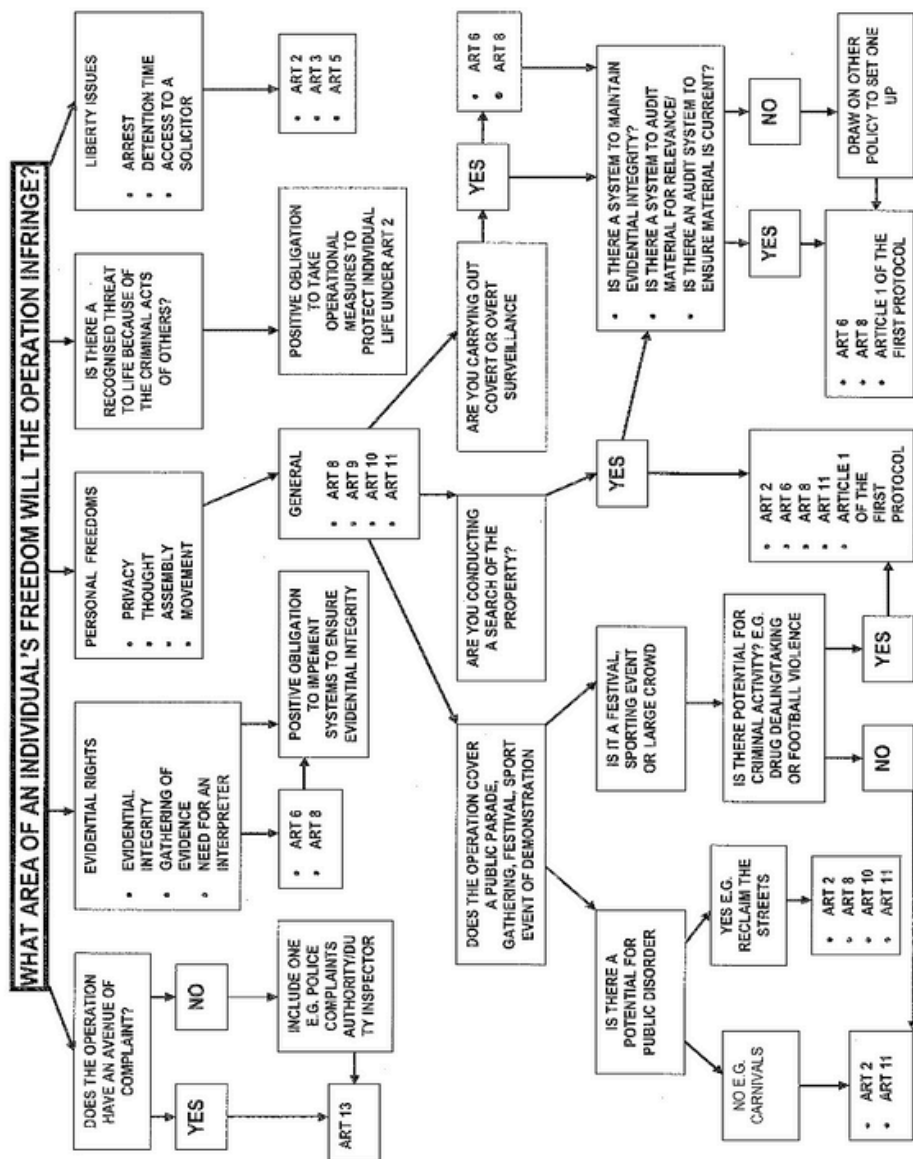 WHAT AREA OF AN INDIVIDUAL'S FREEDOM WILL THE OPERATION INFRINGE?
DOES THE OPERATION
HAVE AN AVENUE OF
COMPLAINT?
YES
NO
INCLUDE ONE
E.G. POLICE
COMPLAINTS
AUTHORITY/DU
TY INSPECTOR
ART 13
EVIDENTIAL RIGHTS
• EVIDENTIAL
INTEGRITY
• GATHERING OF
EVIDENCE
• NEED FOR AN
INTERPRETER
• ART 6
• ART 8
POSITIVE OBLIGATION
TO IMPEMENT
SYSTEMS TO ENSURE
EVIDENTIAL INTEGRITY
PERSONAL FREEDOMS
• PRIVACY
• THOUGHT
• ASSEMBLY
• MOVEMENT
GENERAL
• ART 8
• ART 9
• ART 10
• ART 11
IS THERE A
RECOGNISED THREAT
TO LIFE BECAUSE OF
THE CRIMINAL ACTS
OF OTHERS?
POSITIVE OBLIGATION
TO TAKE
OPERATIONAL
MEASURES TO
PROTECT INDIVIDUAL
LIFE UNDER ART 2
LIBERTY ISSUES
• ARREST
• DETENTION TIME
• ACCESS TO A
SOLICITOR
• ART 2
• ART 3
• ART 5
DOES THE OPERATION COVER
A PUBLIC PARADE,
GATHERING, FESTIVAL, SPORT
EVENT OF DEMONSTRATION
ARE YOU CONDUCTING
A SEARCH OF THE
PROPERTY?
ARE YOU CARRYING OUT
COVERT OR OVERT
SURVEILLANCE
YES
• ART 6
• ART 8
IS THERE A
POTENTIAL FOR
PUBLIC DISORDER
NO E.G.
CARNIVALS
YES E.G.
RECLAIM THE
STREETS
• ART 2
• ART 11
• ART 2
• ART 8
• ART 10
• ART 11
IS IT A FESTIVAL,
SPORTING EVENT
OR LARGE CROWD
IS THERE POTENTIAL FOR
CRIMINAL ACTIVITY? E.G.
DRUG DEALING/TAKING
OR FOOTBALL VIOLENCE
NO
YES
YES
• ART 2
• ART 6
• ART 8
• ART 11
• ARTICLE 1
OF THE
FIRST
PROTOCOL
• IS THERE A SYSTEM TO MAINTAIN
EVIDENTIAL INTEGRITY?
• IS THERE A SYSTEM TO AUDIT
MATERIAL FOR RELEVANCE/
• IS THERE AN AUDIT SYSTEM TO
ENSURE MATERIAL IS CURRENT?
YES
NO
• ART 6
• ART 8
• ARTICLE 1 OF THE
FIRST PROTOCOL
DRAW ON OTHER
POLICY TO SET ONE
UP